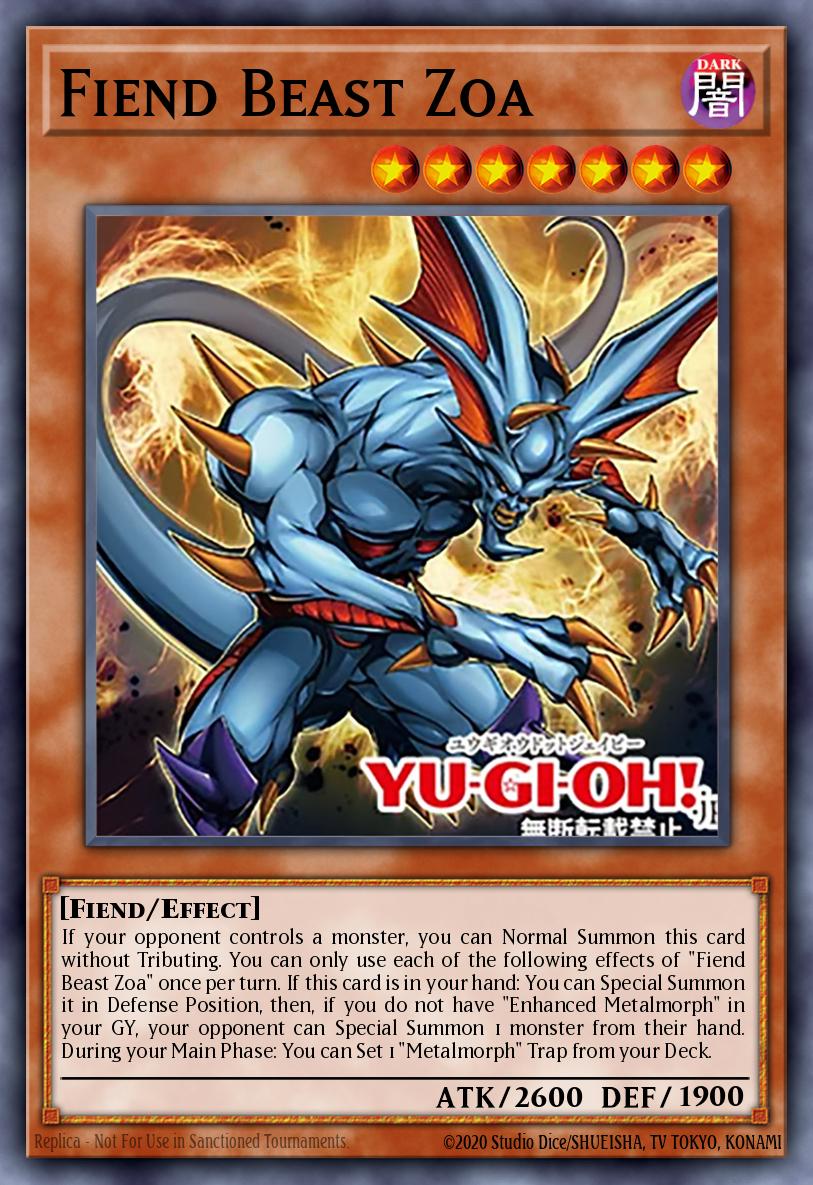 Fiend Beast Zoa
DARK
闇
ユウギオウドットジェイピー
YU-GI-OH!
無断転載禁止
[Fiend/Effect]
If your opponent controls a monster, you can Normal Summon this card
without Tributing. You can only use each of the following effects of "Fiend
Beast Zoa" once per turn. If this card is in your hand: You can Special Summon
it in Defense Position, then, if you do not have "Enhanced Metalmorph" in
your GY, your opponent can Special Summon 1 monster from their hand.
During your Main Phase: You can Set 1 "Metalmorph" Trap from your Deck.
ATK/2600 DEF/1900
Replica - Not For Use in Sanctioned Tournaments.
©2020 Studio Dice/SHUEISHA, TV TOKYO, KONAMI